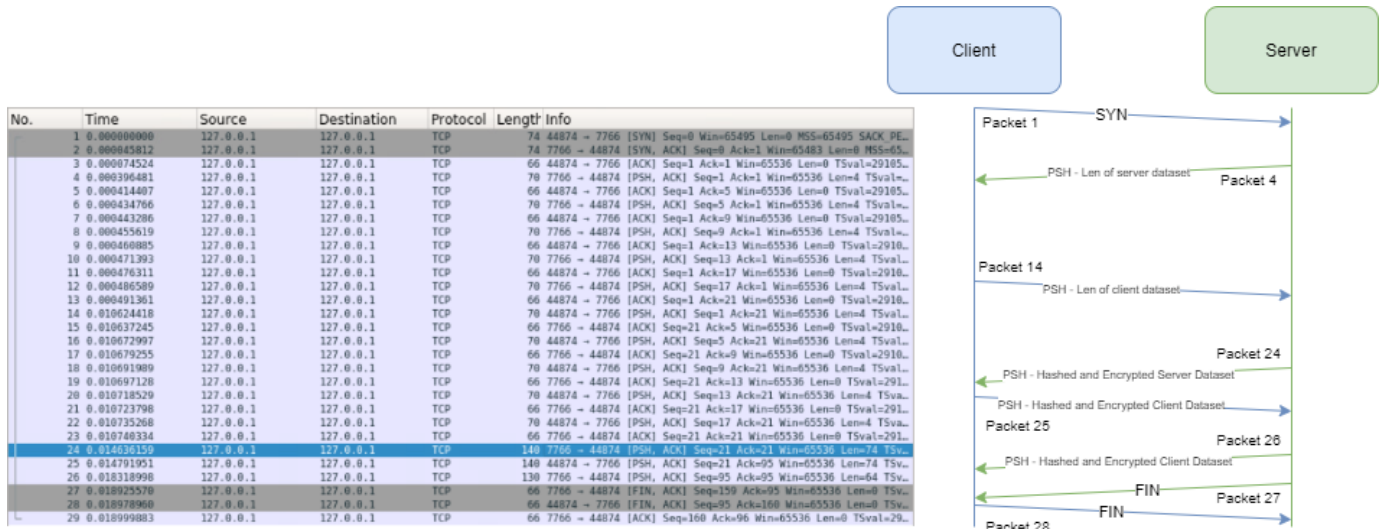 Client
Server
No. Time Source Destination Protocol Length Info
1 0.000000000 127.0.0.1 127.0.0.1 TCP 74 44874 → 7766 [SYN] Seq=0 Win=65495 Len=0 MSS=65495 SACK_PE…
2 0.000045812 127.0.0.1 127.0.0.1 TCP 74 7766 → 44874 [SYN, ACK] Seq=0 Ack=1 Win=65483 Len=0 MSS=65…
3 0.000074524 127.0.0.1 127.0.0.1 TCP 66 44874 → 7766 [ACK] Seq=1 Ack=1 Win=65536 Len=0 TSval=29105…
4 0.000396481 127.0.0.1 127.0.0.1 TCP 70 7766 → 44874 [PSH, ACK] Seq=1 Ack=1 Win=65536 Len=4 TSval=…
5 0.000414407 127.0.0.1 127.0.0.1 TCP 66 44874 → 7766 [ACK] Seq=1 Ack=5 Win=65536 Len=0 TSval=29105…
6 0.000434766 127.0.0.1 127.0.0.1 TCP 70 7766 → 44874 [PSH, ACK] Seq=5 Ack=1 Win=65536 Len=4 TSval=…
7 0.000443286 127.0.0.1 127.0.0.1 TCP 66 44874 → 7766 [ACK] Seq=1 Ack=9 Win=65536 Len=0 TSval=29105…
8 0.000455619 127.0.0.1 127.0.0.1 TCP 70 7766 → 44874 [PSH, ACK] Seq=9 Ack=1 Win=65536 Len=4 TSval=…
9 0.000460885 127.0.0.1 127.0.0.1 TCP 66 44874 → 7766 [ACK] Seq=1 Ack=13 Win=65536 Len=0 TSval=2910…
10 0.000471393 127.0.0.1 127.0.0.1 TCP 70 7766 → 44874 [PSH, ACK] Seq=13 Ack=1 Win=65536 Len=4 TSval…
11 0.000476311 127.0.0.1 127.0.0.1 TCP 66 44874 → 7766 [ACK] Seq=1 Ack=17 Win=65536 Len=0 TSval=2910…
12 0.000486589 127.0.0.1 127.0.0.1 TCP 70 7766 → 44874 [PSH, ACK] Seq=17 Ack=1 Win=65536 Len=4 TSval…
13 0.000491361 127.0.0.1 127.0.0.1 TCP 66 44874 → 7766 [ACK] Seq=1 Ack=21 Win=65536 Len=0 TSval=2910…
14 0.010624418 127.0.0.1 127.0.0.1 TCP 70 44874 → 7766 [PSH, ACK] Seq=1 Ack=21 Win=65536 Len=4 TSval…
15 0.010637245 127.0.0.1 127.0.0.1 TCP 66 7766 → 44874 [ACK] Seq=21 Ack=5 Win=65536 Len=0 TSval=2910…
16 0.010672997 127.0.0.1 127.0.0.1 TCP 70 44874 → 7766 [PSH, ACK] Seq=5 Ack=21 Win=65536 Len=4 TSval…
17 0.010679255 127.0.0.1 127.0.0.1 TCP 66 7766 → 44874 [ACK] Seq=21 Ack=9 Win=65536 Len=0 TSval=2910…
18 0.010691989 127.0.0.1 127.0.0.1 TCP 70 44874 → 7766 [PSH, ACK] Seq=9 Ack=21 Win=65536 Len=4 TSval…
19 0.010697128 127.0.0.1 127.0.0.1 TCP 66 7766 → 44874 [ACK] Seq=21 Ack=13 Win=65536 Len=0 TSval=291…
20 0.010718529 127.0.0.1 127.0.0.1 TCP 70 44874 → 7766 [PSH, ACK] Seq=13 Ack=21 Win=65536 Len=4 TSva…
21 0.010723798 127.0.0.1 127.0.0.1 TCP 66 7766 → 44874 [ACK] Seq=21 Ack=17 Win=65536 Len=0 TSval=291…
22 0.010735268 127.0.0.1 127.0.0.1 TCP 70 44874 → 7766 [PSH, ACK] Seq=17 Ack=21 Win=65536 Len=4 TSva…
23 0.010740334 127.0.0.1 127.0.0.1 TCP 66 7766 → 44874 [ACK] Seq=21 Ack=21 Win=65536 Len=0 TSval=291…
24 0.014636159 127.0.0.1 127.0.0.1 TCP 140 7766 → 44874 [PSH, ACK] Seq=21 Ack=21 Win=65536 Len=74 TSv…
25 0.014791951 127.0.0.1 127.0.0.1 TCP 140 44874 → 7766 [PSH, ACK] Seq=21 Ack=95 Win=65536 Len=74 TSv…
26 0.018318998 127.0.0.1 127.0.0.1 TCP 130 7766 → 44874 [PSH, ACK] Seq=95 Ack=95 Win=65536 Len=64 TSv…
27 0.018925570 127.0.0.1 127.0.0.1 TCP 66 7766 → 44874 [FIN, ACK] Seq=159 Ack=95 Win=65536 Len=0 TSv…
28 0.018978960 127.0.0.1 127.0.0.1 TCP 66 44874 → 7766 [FIN, ACK] Seq=95 Ack=160 Win=65536 Len=0 TSv…
29 0.018999883 127.0.0.1 127.0.0.1 TCP 66 7766 → 44874 [ACK] Seq=160 Ack=96 Win=65536 Len=0 TSval=29…
SYN
Packet 1
PSH - Len of server dataset
Packet 4
Packet 14
PSH - Len of client dataset
Packet 24
PSH - Hashed and Encrypted Server Dataset
PSH - Hashed and Encrypted Client Dataset
Packet 25
Packet 26
PSH - Hashed and Encrypted Client Dataset
FIN
Packet 27
FIN
Packet 28